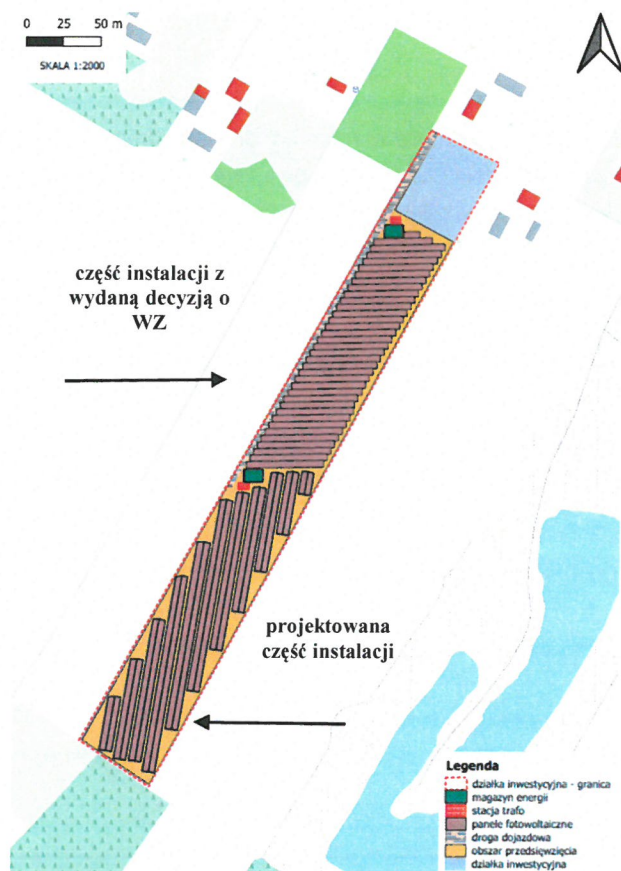 0 25 50 m
SKALA 1:2000
część instalacji z
wydaną decyzją o
WZ
projektowana
część instalacji
Legenda
działka inwestycyjna - granica
magazyn energii
stacja trafo
panele fotowoltaiczne
droga dojazdowa
obszar przedsięwzięcia
działka inwestycyjna